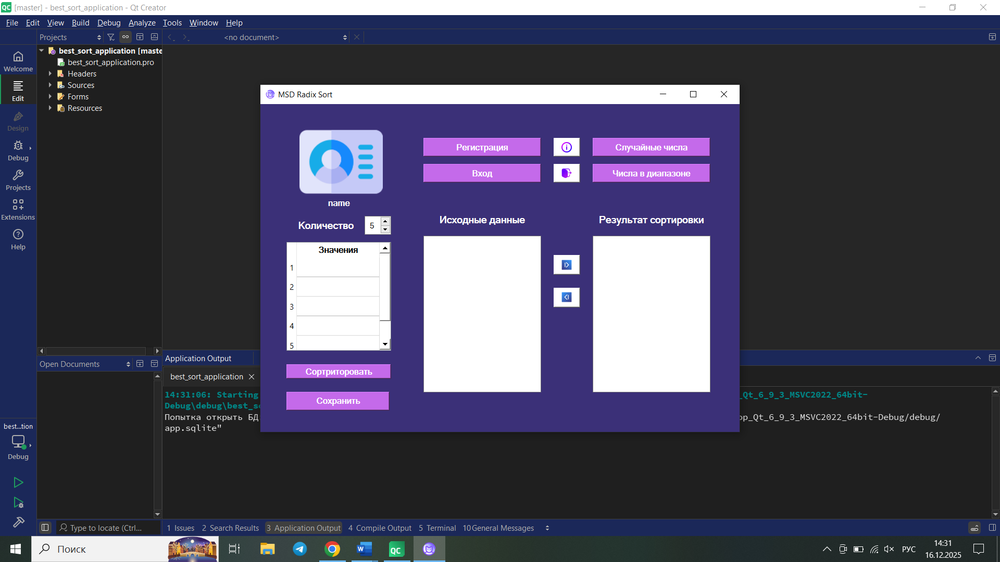 [master] - best_sort_application - Qt Creator
File Edit View Build Debug Analyze Tools Window Help
Projects
<no document>
Welcome
Edit
Design
Debug
Projects
Extensions
Help
best_sort_application [maste
best_sort_application.pro
Headers
Sources
Forms
Resources
MSD Radix Sort
Регистрация
Случайные числа
Вход
Числа в диапазоне
name
Количество 5
Исходные данные
Результат сортировки
Значения
1
2
3
4
5
Сортриторовать
Сохранить
Open Documents
Application Output
best_sort_application
14:31:06: Starting _Qt_6_9_3_MSVC2022_64bit-
Debug\debug\best_s
Попытка открыть БД op_Qt_6_9_3_MSVC2022_64bit-Debug/debug/
app.sqlite"
best...tion
Debug
Type to locate (Ctrl...
1 Issues 2 Search Results 3 Application Output 4 Compile Output 5 Terminal 10 General Messages
Поиск
QC
РУС
14:31
16.12.2025